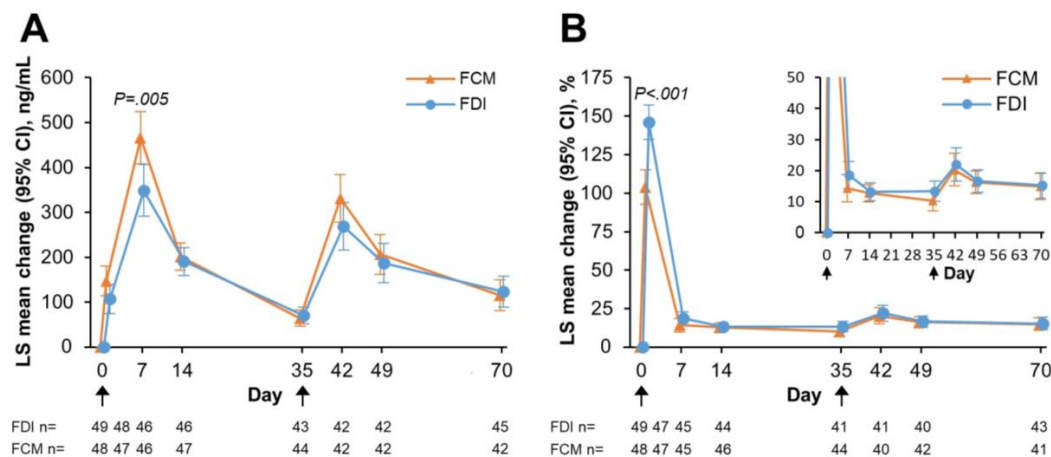 A
LS mean change (95% CI), ng/mL
600
500
400
300
200
100
0
P=.005
FCM
FDI
0 7 14 35 42 49 70
Day
FDI n= 49 48 46 46 43 42 42 45
FCM n= 48 47 46 47 44 42 42 42
B
LS mean change (95% CI), %
175
150
125
100
75
50
25
0
P<.001
50
40
30
20
10
0
FCM
FDI
0 7 14 21 28 35 42 49 56 63 70
Day
0 7 14 35 42 49 70
Day
FDI n= 49 47 45 44 41 41 40 43
FCM n= 48 47 45 46 44 40 42 41